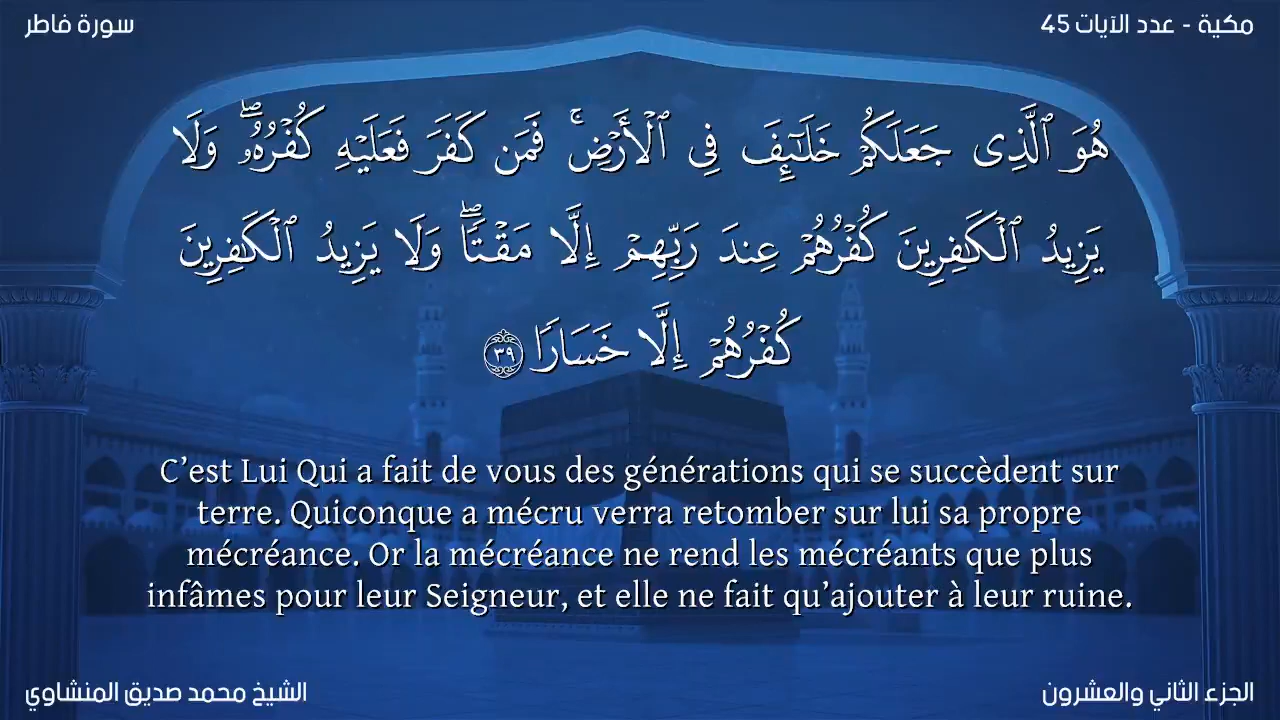 مكية - عدد الآيات 45
سورة فاطر
هُوَ ٱلَّذِى جَعَلَكُمْ خَلَـٰٓئِفَ فِى ٱلْأَرْضِ ۚ فَمَن كَفَرَ فَعَلَيْهِ كُفْرُهُۥ ۖ وَلَا
يَزِيدُ ٱلْكَـٰفِرِينَ كُفْرُهُمْ عِندَ رَبِّهِمْ إِلَّا مَقْتًا ۖ وَلَا يَزِيدُ ٱلْكَـٰفِرِينَ
كُفْرُهُمْ إِلَّا خَسَارًا ٣٩
C’est Lui Qui a fait de vous des générations qui se succèdent sur
terre. Quiconque a mécru verra retomber sur lui sa propre
mécréance. Or la mécréance ne rend les mécréants que plus
infâmes pour leur Seigneur, et elle ne fait qu’ajouter à leur ruine.
الجزء الثاني والعشرون
الشيخ محمد صديق المنشاوي